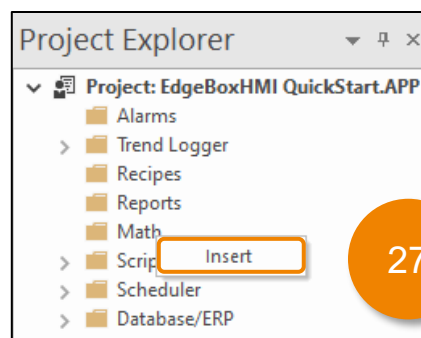 Project Explorer
Project: EdgeBoxHMI QuickStart.APP
Alarms
Trend Logger
Recipes
Reports
Math
Insert
Scrip
Scheduler
Database/ERP
27